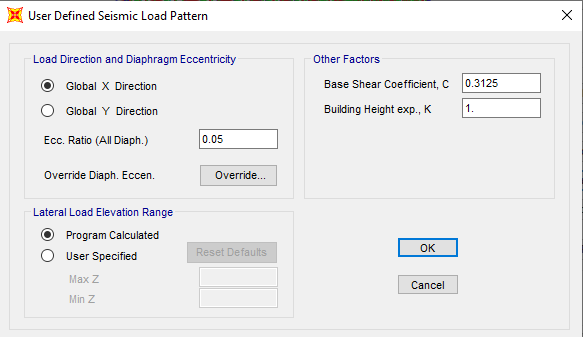 User Defined Seismic Load Pattern
Load Direction and Diaphragm Eccentricity
Global X Direction
Global Y Direction
Ecc. Ratio (All Diaph.) 0.05
Override Diaph. Eccen. Override...
Other Factors
Base Shear Coefficient, C 0.3125
Building Height exp., K 1.
Lateral Load Elevation Range
Program Calculated
User Specified Reset Defaults
Max Z
Min Z
OK
Cancel